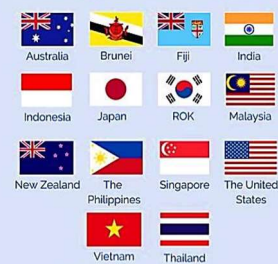 Australia Brunei Fiji India
Indonesia Japan ROK Malaysia
New Zealand The Philippines Singapore The United States
Vietnam Thailand